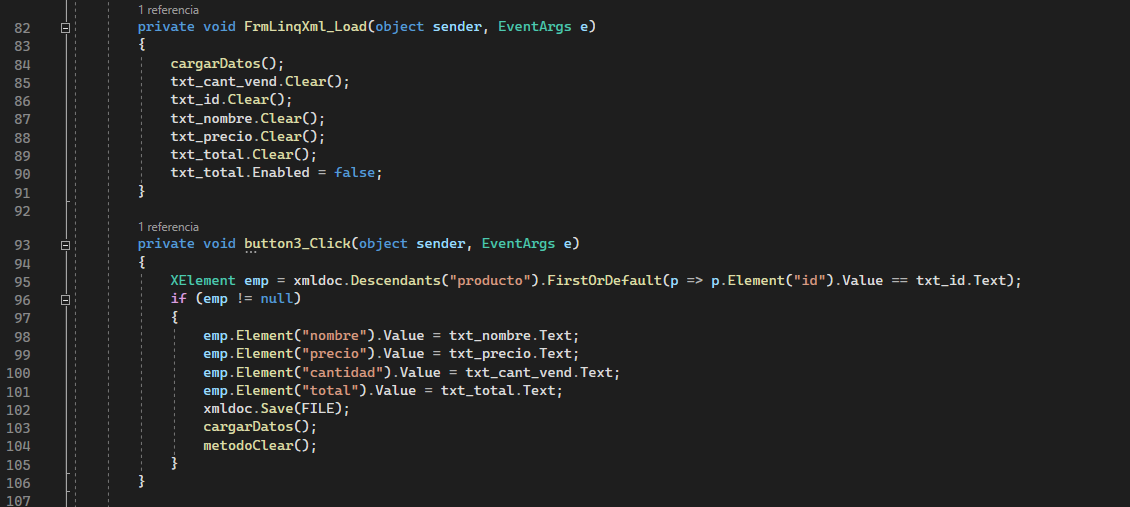 1 referencia
82 private void FrmLinqXml_Load(object sender, EventArgs e)
83 {
84 cargarDatos();
85 txt_cant_vend.Clear();
86 txt_id.Clear();
87 txt_nombre.Clear();
88 txt_precio.Clear();
89 txt_total.Clear();
90 txt_total.Enabled = false;
91 }
92
1 referencia
93 private void button3_Click(object sender, EventArgs e)
94 {
95 XElement emp = xmldoc.Descendants("producto").FirstOrDefault(p => p.Element("id").Value == txt_id.Text);
96 if (emp != null)
97 {
98 emp.Element("nombre").Value = txt_nombre.Text;
99 emp.Element("precio").Value = txt_precio.Text;
100 emp.Element("cantidad").Value = txt_cant_vend.Text;
101 emp.Element("total").Value = txt_total.Text;
102 xmldoc.Save(FILE);
103 cargarDatos();
104 metodoClear();
105 }
106 }
107